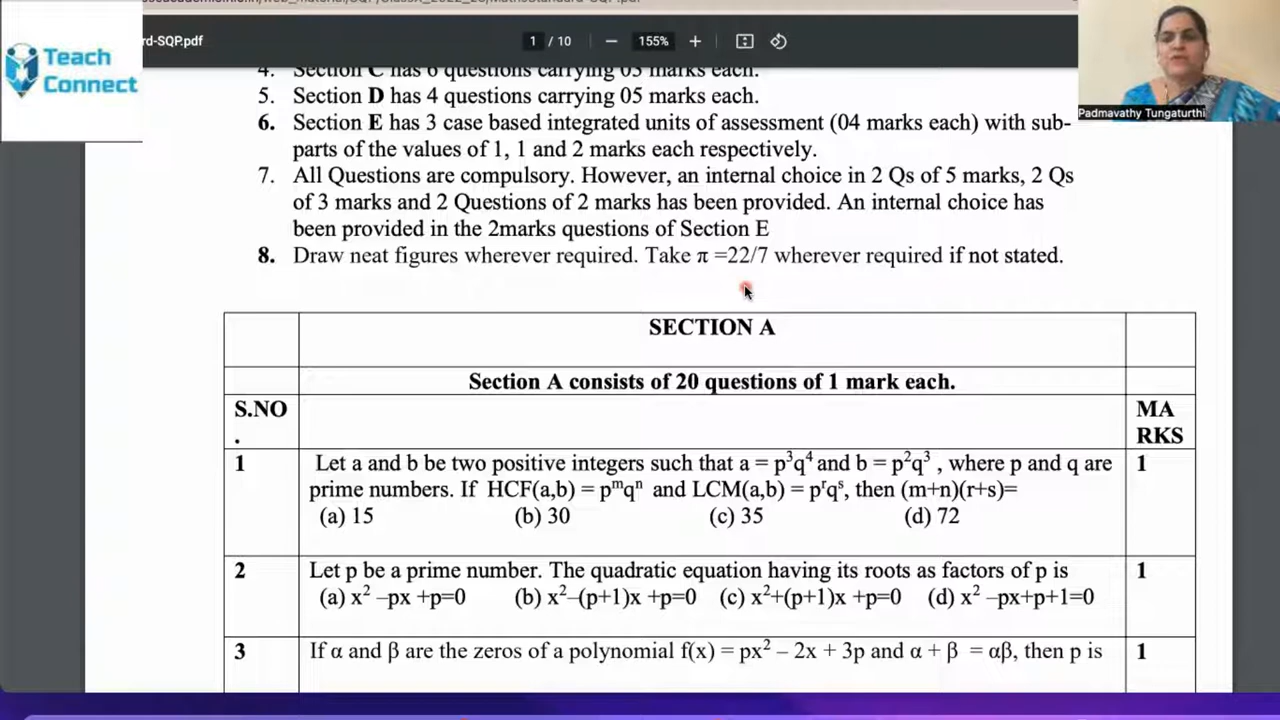 Teach
Connect
rd-SQP.pdf
1 / 10
155%
Padmavathy Tungaturthi
4. Section C has 6 questions carrying 03 marks each.
5. Section D has 4 questions carrying 05 marks each.
6. Section E has 3 case based integrated units of assessment (04 marks each) with sub-
parts of the values of 1, 1 and 2 marks each respectively.
7. All Questions are compulsory. However, an internal choice in 2 Qs of 5 marks, 2 Qs
of 3 marks and 2 Questions of 2 marks has been provided. An internal choice has
been provided in the 2marks questions of Section E
8. Draw neat figures wherever required. Take π =22/7 wherever required if not stated.
SECTION A
Section A consists of 20 questions of 1 mark each.
S.NO
.
MA
RKS
1 Let a and b be two positive integers such that a = p³q⁴ and b = p²q³ , where p and q are 1
prime numbers. If HCF(a,b) = pᵐqⁿ and LCM(a,b) = pʳqˢ, then (m+n)(r+s)=
(a) 15 (b) 30 (c) 35 (d) 72
2 Let p be a prime number. The quadratic equation having its roots as factors of p is 1
(a) x² –px +p=0 (b) x²–(p+1)x +p=0 (c) x²+(p+1)x +p=0 (d) x² –px+p+1=0
3 If α and β are the zeros of a polynomial f(x) = px² – 2x + 3p and α + β = αβ, then p is 1